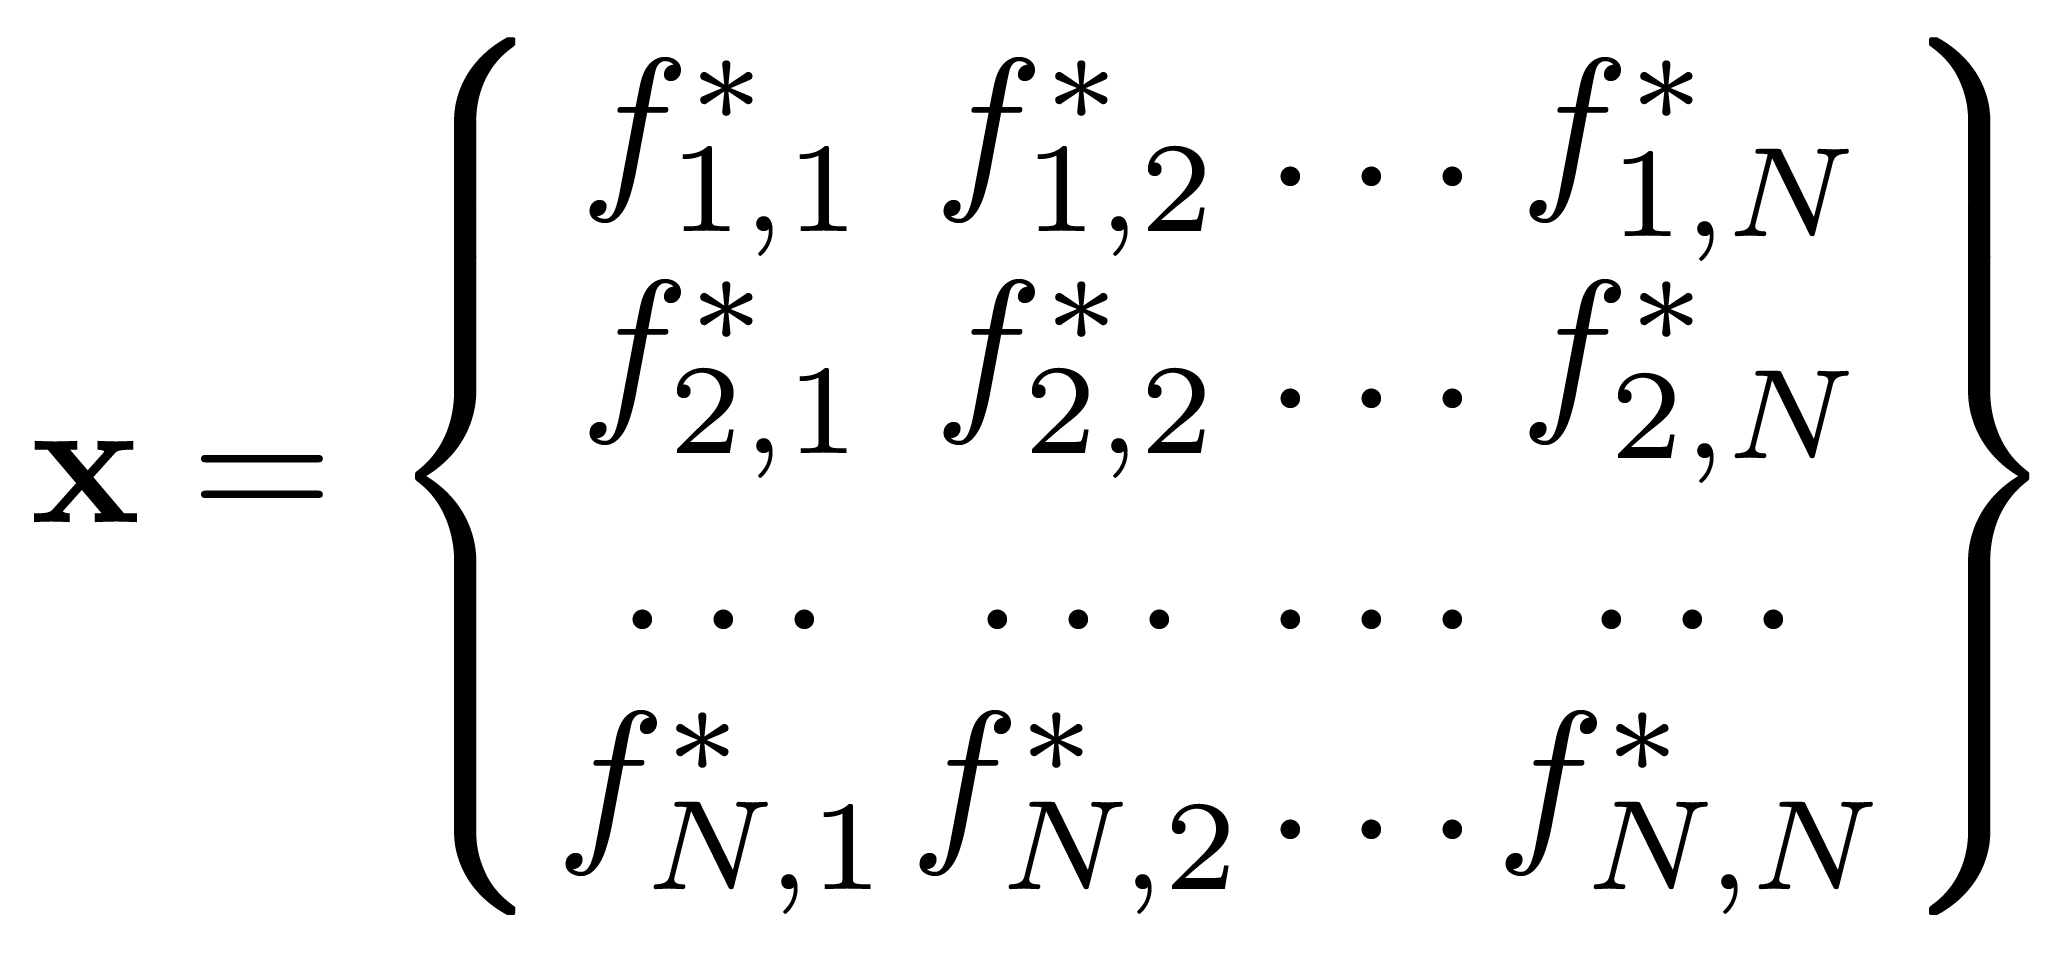 x = {
f*1,1 f*1,2 ... f*1,N
f*2,1 f*2,2 ... f*2,N
... ... ... ...
f*N,1 f*N,2 ... f*N,N
}